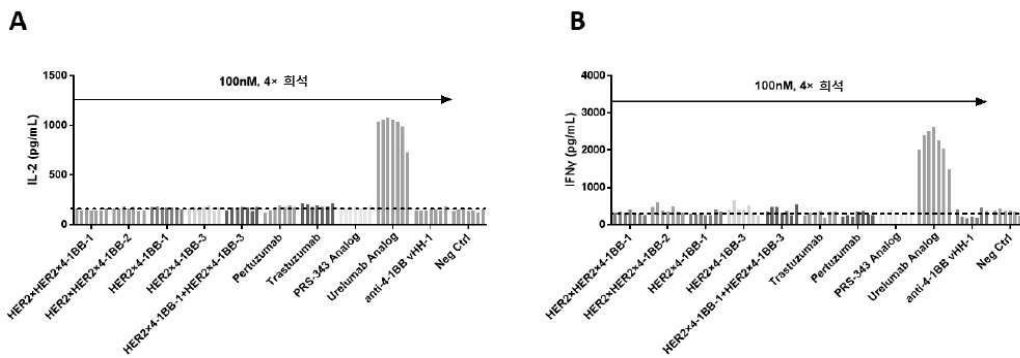 A
B
100nM, 4× 희석
1500
1000
500
0
IL-2 (pg/mL)
HER2×HER2×4-1BB-1
HER2×HER2×4-1BB-2
HER2×4-1BB-1
HER2×4-1BB-3
HER2×4-1BB-1+HER2×4-1BB-3
Pertuzumab
Trastuzumab
PRS-343 Analog
Urelumab Analog
anti-4-1BB vHH-1
Neg Ctrl
100nM, 4× 희석
4000
3000
2000
1000
0
IFNγ (pg/mL)
HER2×HER2×4-1BB-1
HER2×HER2×4-1BB-2
HER2×4-1BB-1
HER2×4-1BB-3
HER2×4-1BB-1+HER2×4-1BB-3
Trastuzumab
Pertuzumab
PRS-343 Analog
Urelumab Analog
anti-4-1BB vHH-1
Neg Ctrl